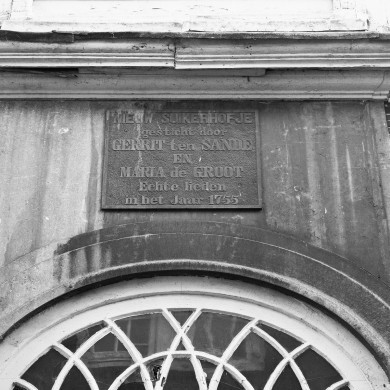 NIEUW SUIKERHOFJE
gesticht door
GERRIT ten SANDE
EN
MARIA de GROOT
Echte lieden
in het Jaar 1755